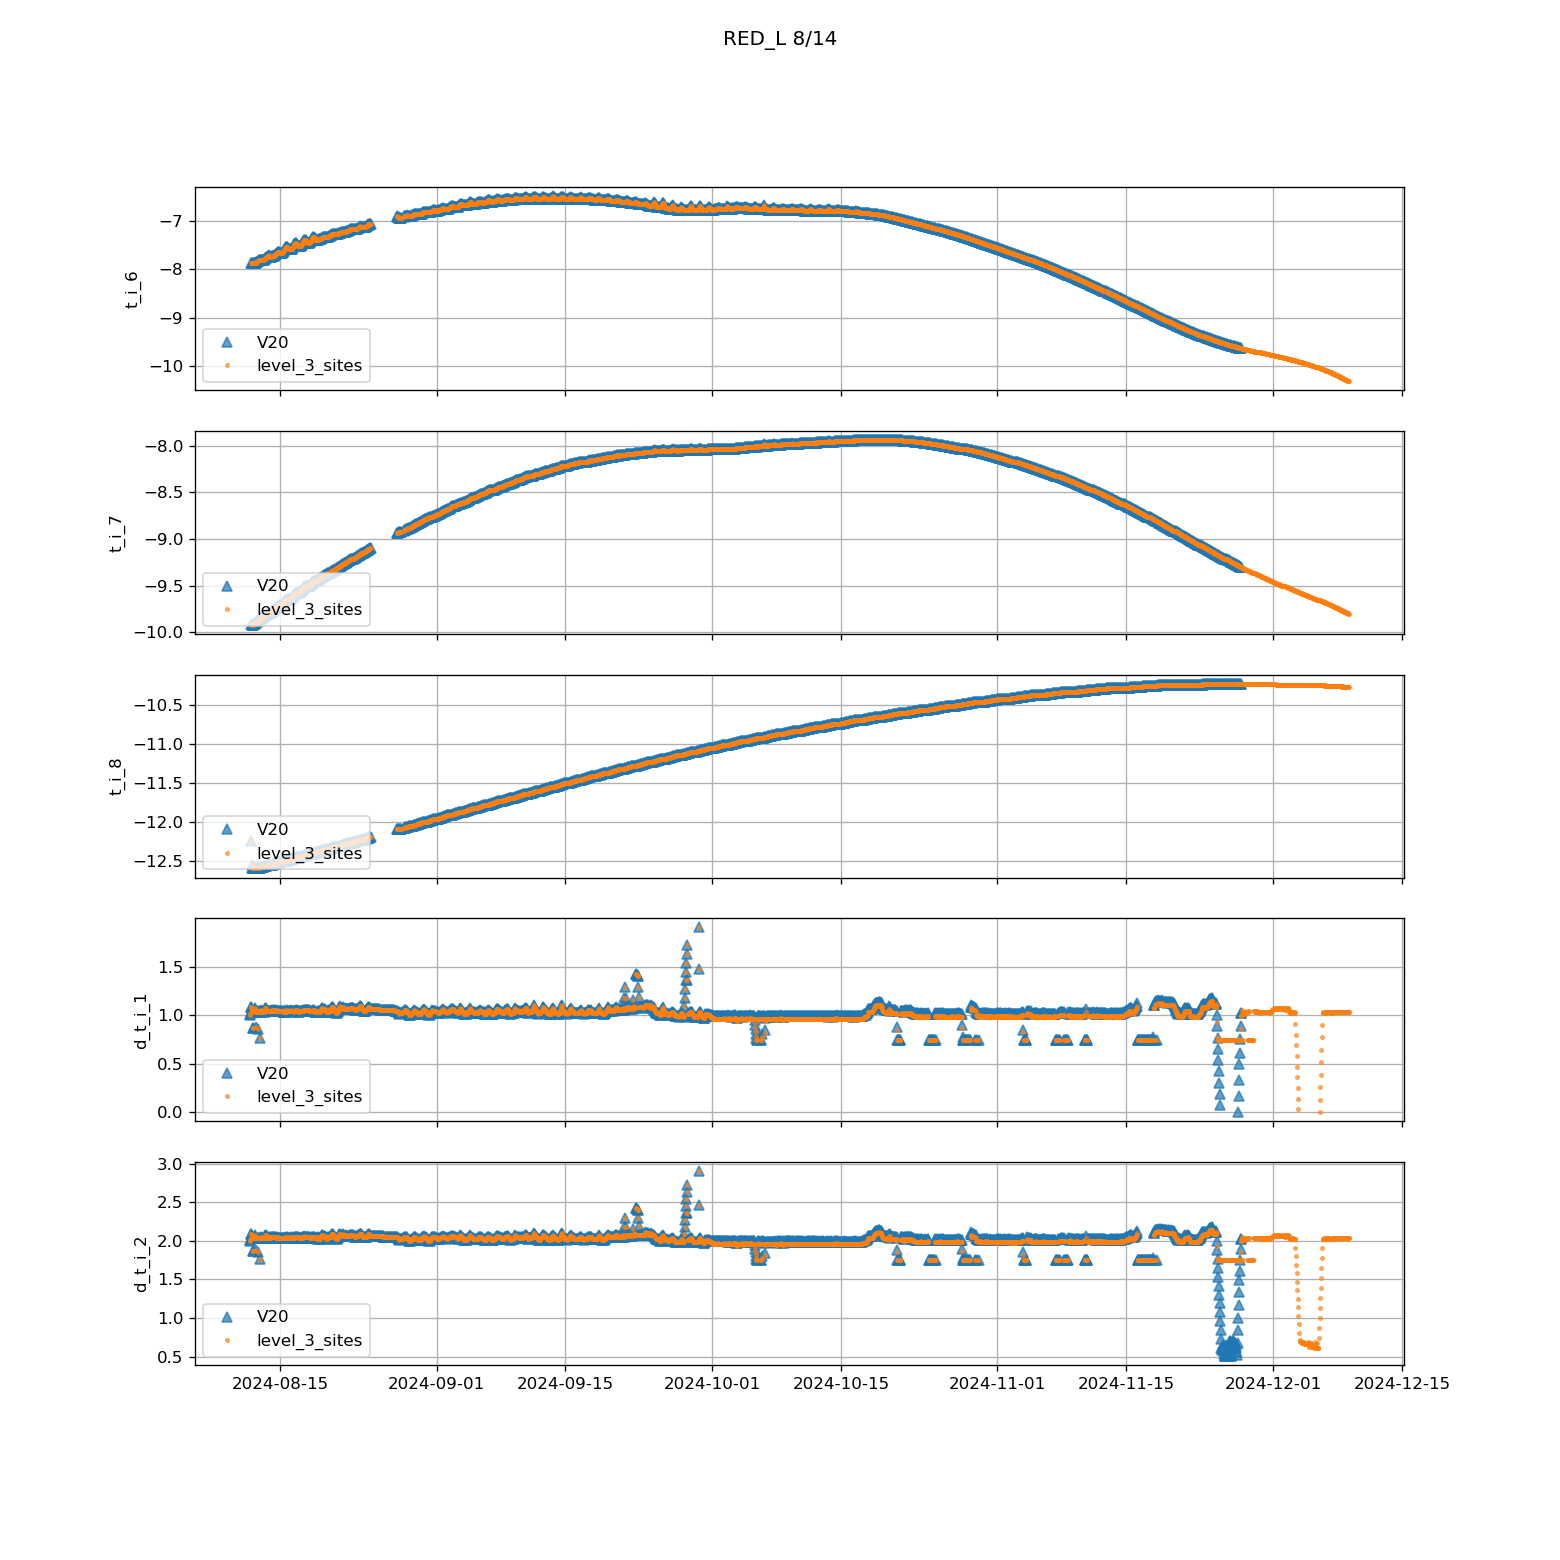 RED_L 8/14
−7
−8
−9
−10
t_i_6
V20
level_3_sites
−8.0
−8.5
−9.0
−9.5
−10.0
t_i_7
V20
level_3_sites
−10.5
−11.0
−11.5
−12.0
−12.5
t_i_8
V20
level_3_sites
1.5
1.0
0.5
0.0
d_t_i_1
V20
level_3_sites
3.0
2.5
2.0
1.5
1.0
0.5
d_t_i_2
V20
level_3_sites
2024-08-15 2024-09-01 2024-09-15 2024-10-01 2024-10-15 2024-11-01 2024-11-15 2024-12-01 2024-12-15